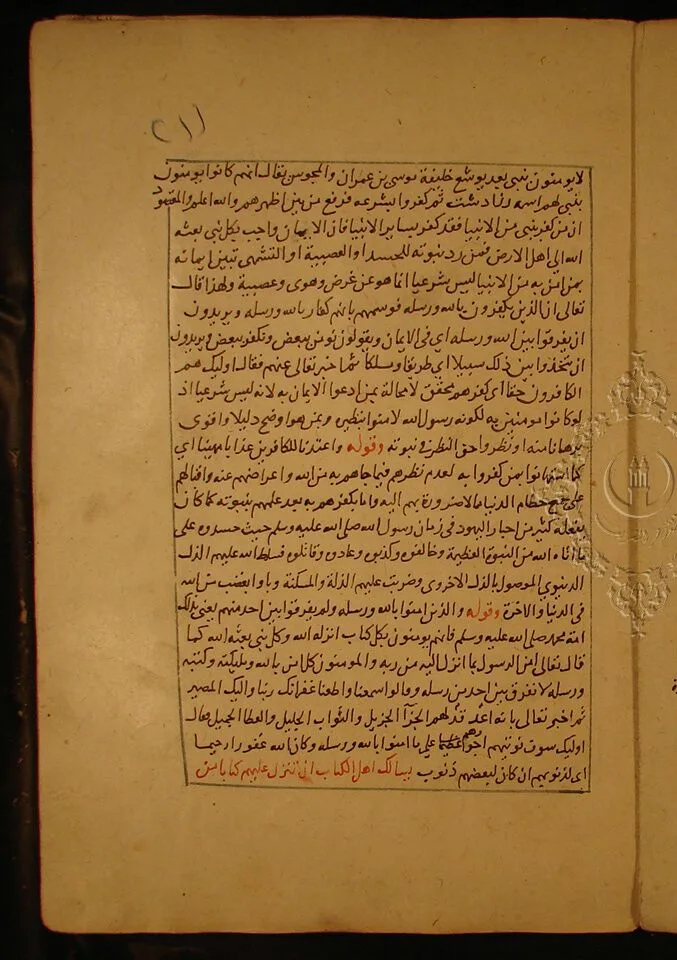 (٢١١
لا يومنون بنبي بعد يوشع خليفة موسى بن عمران والمجوس يقال انهم كانوا يومنون
بنبي لهم اسمه زرادشت ثم كفروا بشرعه فرفع من بين اظهرهم والله اعلم والمقصود
ان من كفر بنبي من الانبيا فقد كفر بساير الانبيا فان الايمان واجب بكل نبي بعثه
الله الى اهل الارض فمن رد نبوته للحسد او العصبية او التشهي تبين ايمانه
بمن امن به من الانبيا ليس شرعيا انما هو عن غرض وهوى وعصبية ولهذا قال
تعالى ان الذين يكفرون بالله ورسله فوسمهم بانهم كفار بالله ورسله ويريدون
ان يفرقوا بين الله ورسله اي في الايمان ويقولون نومن ببعض ونكفر ببعض ويريدون
ان يتخذوا بين ذلك سبيلا اي طريقا ومسلكا ثم اخبر تعالى عنهم فقال اوليك هم
الكافرون حقا اي كفرهم محقق لا محالة بمن ادعوا الايمان به لانه ليس شرعيا اذ
لو كانوا مومنين به لكونه رسول الله لامنوا بنظيره وبمن هو اوضح دليلا واقوى
برهانا منه او نظروا حق النظر في نبوته وقوله واعتدنا للكافرين عذابا مهينا اي
كما استهانوا بمن كفروا به لعدم نظرهم فيما جاهم به من الله واعراضهم عنه واقبالهم
على جمع حطام الدنيا مما لا ضرورة بهم اليه واما بكفرهم به بعد علمهم بنبوته كما كان
يفعله كثير من احبار اليهود في زمان رسول الله صلى الله عليه وسلم حيث حسدوه على
ما اتاه الله من النبوة العظيمة وخالفوه وكذبوه وعادوه وقاتلوه فسلط الله عليهم الذل
الدنيوي الموصول بالذل الاخروي وضربت عليهم الذلة والمسكنة وباوا بغضب من الله
في الدنيا والاخرة وقوله والذين امنوا بالله ورسله ولم يفرقوا بين احد منهم يعني بذلك
امة محمد صلى الله عليه وسلم فانهم يومنون بكل كتاب انزله الله وكل نبي بعثه الله كما
قال تعالى امن الرسول بما انزل اليه من ربه والمومنون كل امن بالله ومليكته وكتبه
ورسله لا نفرق بين احد من رسله وقالوا سمعنا واطعنا غفرانك ربنا واليك المصير
ثم اخبر تعالى بانه اعد لهم الجزآ الجزيل والثواب الجليل والعطا الجميل فقال
اوليك سوف نوتيهم اجورهم على ما امنوا بالله ورسله وكان الله غفورا رحيما
اي لذنوبهم ان كان لبعضهم ذنوب يسالك اهل الكتاب ان تنزل عليهم كتابا من